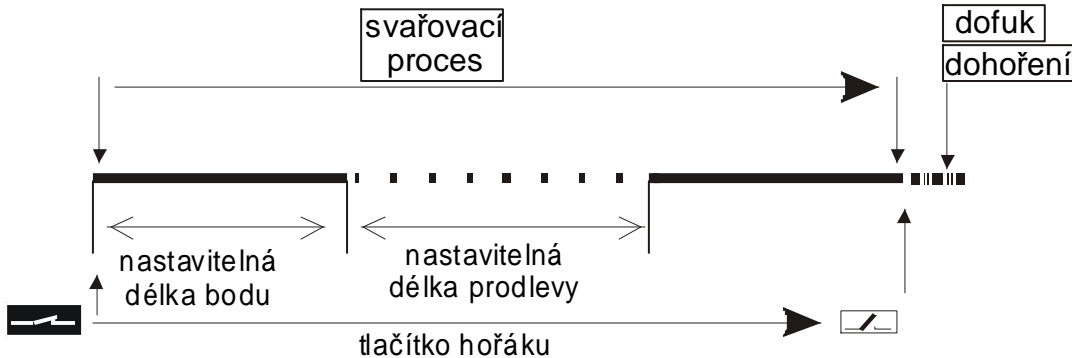 svařovací
proces
dofuk
dohoření
nastavitelná
délka bodu
nastavitelná
délka prodlevy
tlačítko hořáku